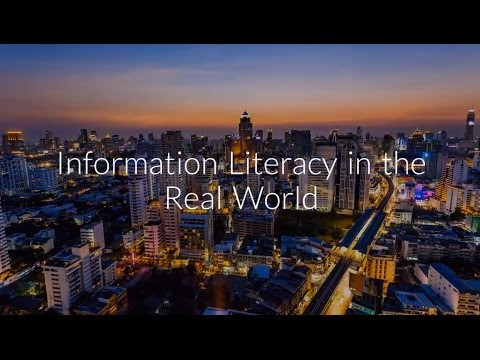 Information Literacy in the
Real World